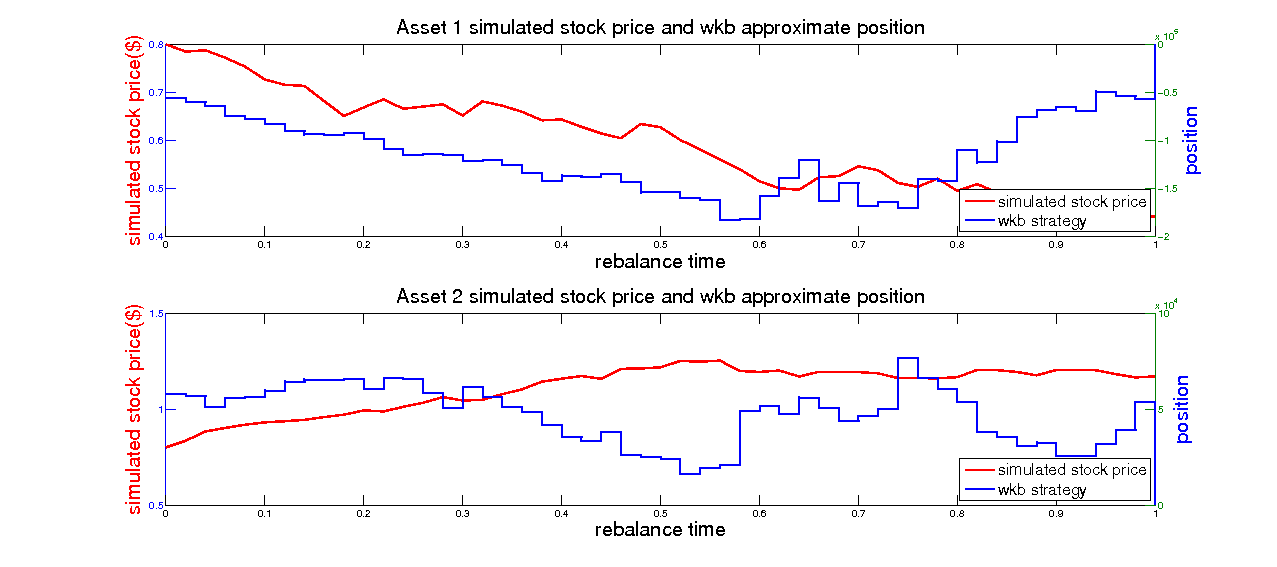 Asset 1 simulated stock price and wkb approximate position
simulated stock price($)
0.8
0.7
0.6
0.5
0.4
x 10
0
−0.5
−1
−1.5
−2
position
simulated stock price
wkb strategy
0 0.1 0.2 0.3 0.4 0.5 0.6 0.7 0.8 0.9 1
rebalance time
Asset 2 simulated stock price and wkb approximate position
simulated stock price($)
1.5
1
0.5
x 10^4
10
5
0
position
simulated stock price
wkb strategy
0 0.1 0.2 0.3 0.4 0.5 0.6 0.7 0.8 0.9 1
rebalance time